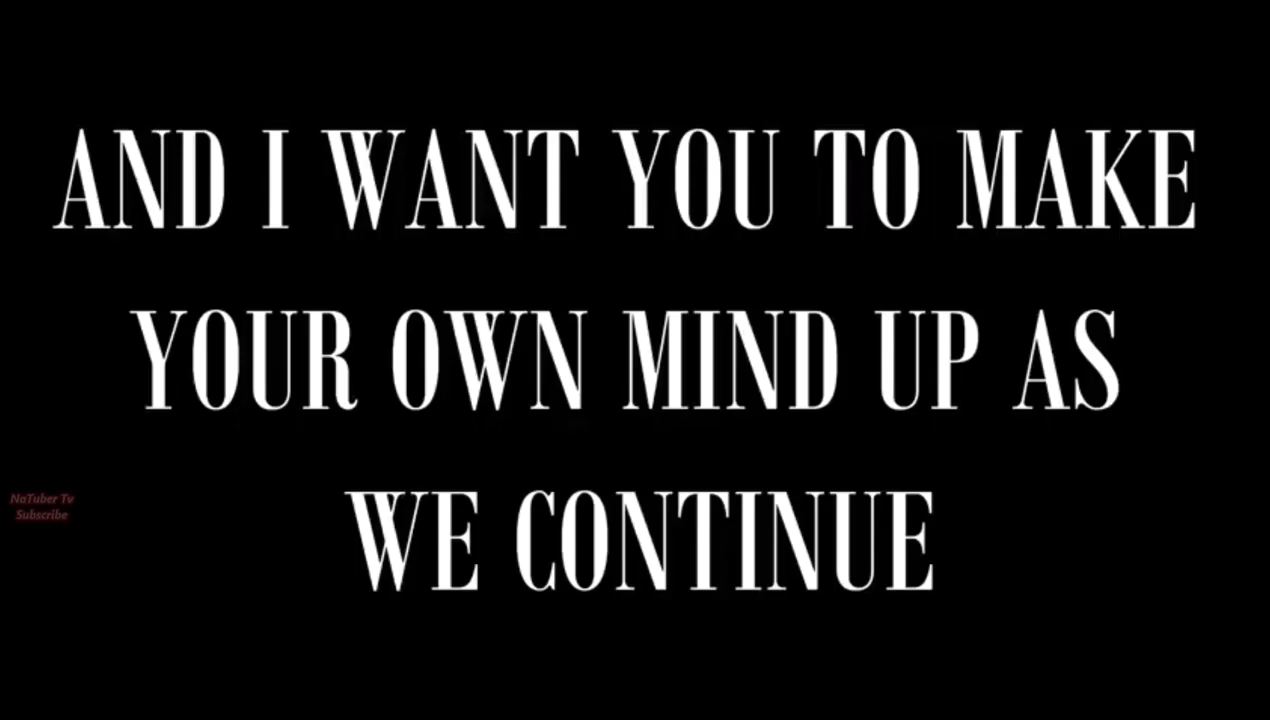 AND I WANT YOU TO MAKE
YOUR OWN MIND UP AS
WE CONTINUE
NaTuber Tv
Subscribe